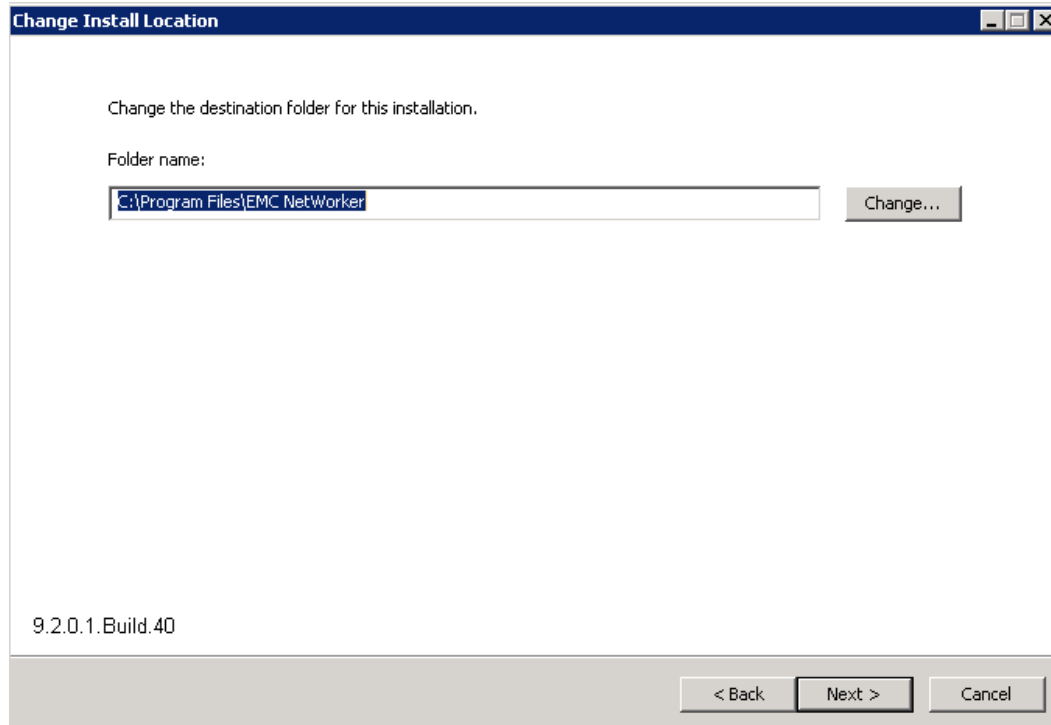 Change Install Location
Change the destination folder for this installation.
Folder name:
C:\Program Files\EMC NetWorker
Change...
9.2.0.1.Build.40
< Back
Next >
Cancel